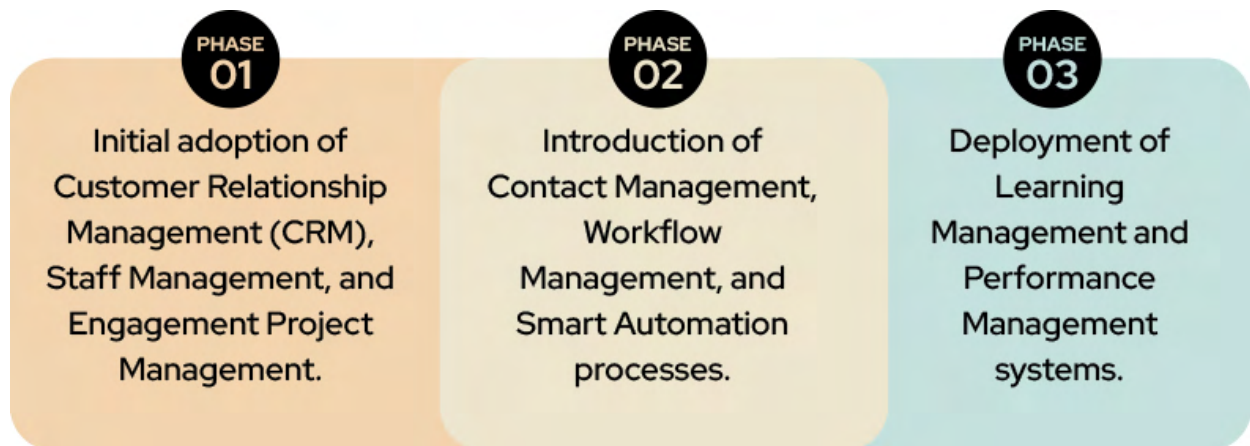 PHASE
01
Initial adoption of
Customer Relationship
Management (CRM),
Staff Management, and
Engagement Project
Management.
PHASE
02
Introduction of
Contact Management,
Workflow
Management, and
Smart Automation
processes.
PHASE
03
Deployment of
Learning
Management and
Performance
Management
systems.